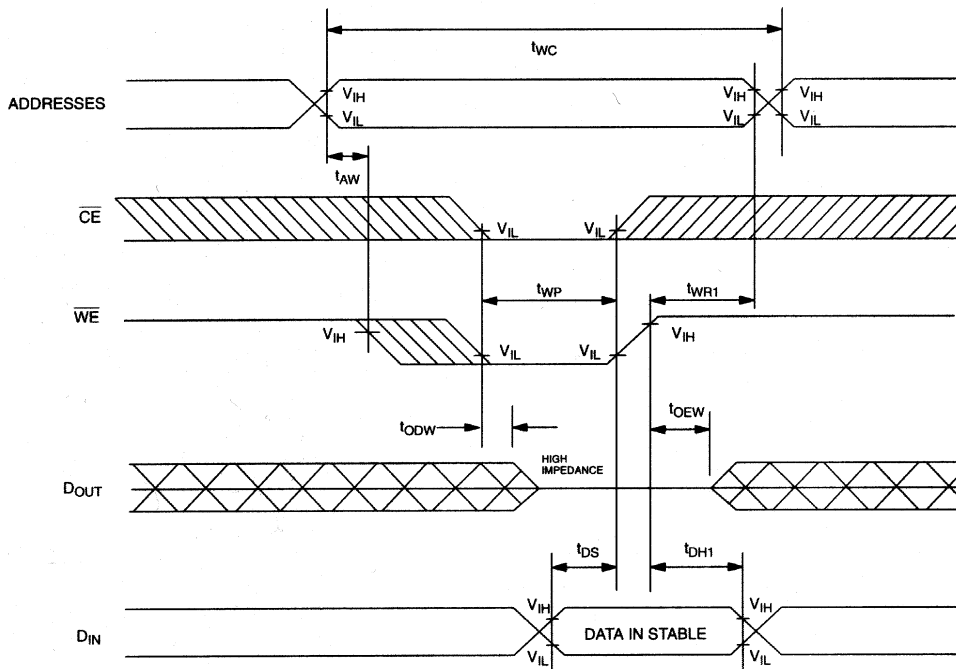 tWC
ADDRESSES
VIH
VIL
VIH
VIL
VIH
VIL
tAW
CE
VIL
VIL
tWP
tWR1
WE
VIH
VIL
VIL
VIH
tODW
tOEW
HIGH
IMPEDANCE
DOUT
tDS
tDH1
DIN
VIH
VIL
DATA IN STABLE
VIH
VIL